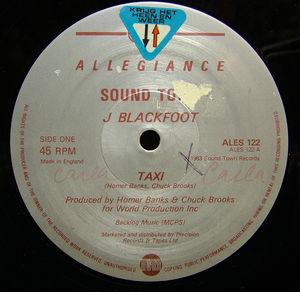 KRIJG HET
HEEN EN
WEER
ALLEGIANCE
SOUND TO
J BLACKFOOT
SIDE ONE
45 RPM
Made in England
ALES 122
ALES 122 A
1983 Sound Town Records
Carla
Carla
X
TAXI
(Homer Banks, Chuck Brooks)
Produced by Homer Banks & Chuck Brooks
for World Production Inc
Backlog Music (MCPS)
Marketed and distributed by Precision
Records & Tapes Ltd